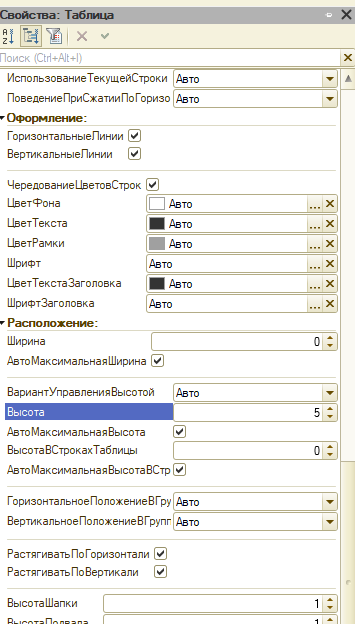 Свойства: Таблица
Поиск (Ctrl+Alt+I)
ИспользованиеТекущейСтроки Авто
ПоведениеПриСжатииПоГоризо Авто
Оформление:
ГоризонтальныеЛинии
ВертикальныеЛинии
ЧередованиеЦветовСтрок
ЦветФона Авто
ЦветТекста Авто
ЦветРамки Авто
Шрифт Авто
ЦветТекстаЗаголовка Авто
ШрифтЗаголовка Авто
Расположение:
Ширина 0
АвтоМаксимальнаяШирина
ВариантУправленияВысотой Авто
Высота 5
АвтоМаксимальнаяВысота
ВысотаВСтрокахТаблицы 0
АвтоМаксимальнаяВысотаВСтр
ГоризонтальноеПоложениеВГру Авто
ВертикальноеПоложениеВГрупп Авто
РастягиватьПоГоризонтали
РастягиватьПоВертикали
ВысотаШапки 1
ВысотаПодвала 1